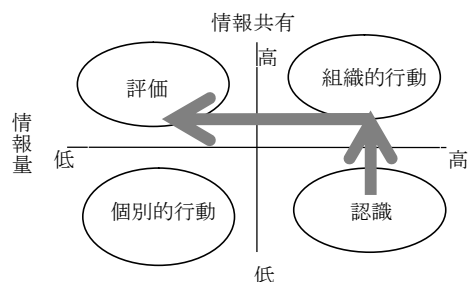 情報共有
高
評価
組織的行動
情報量
低
高
個別的行動
認識
低